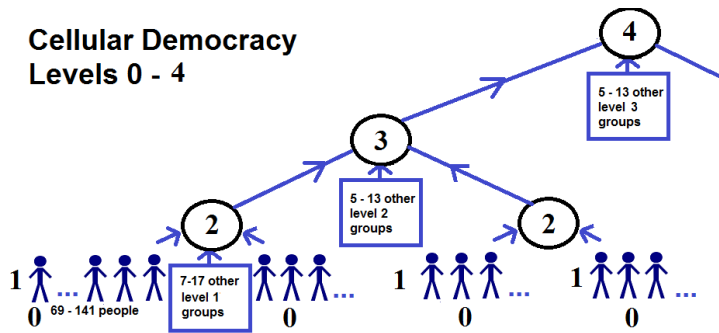 Cellular Democracy
Levels 0 - 4
4
5 - 13 other
level 3
groups
3
5 - 13 other
level 2
groups
2
2
1
...
7-17 other
level 1
groups
...
1
...
1
...
0
69 - 141 people
0
0
0